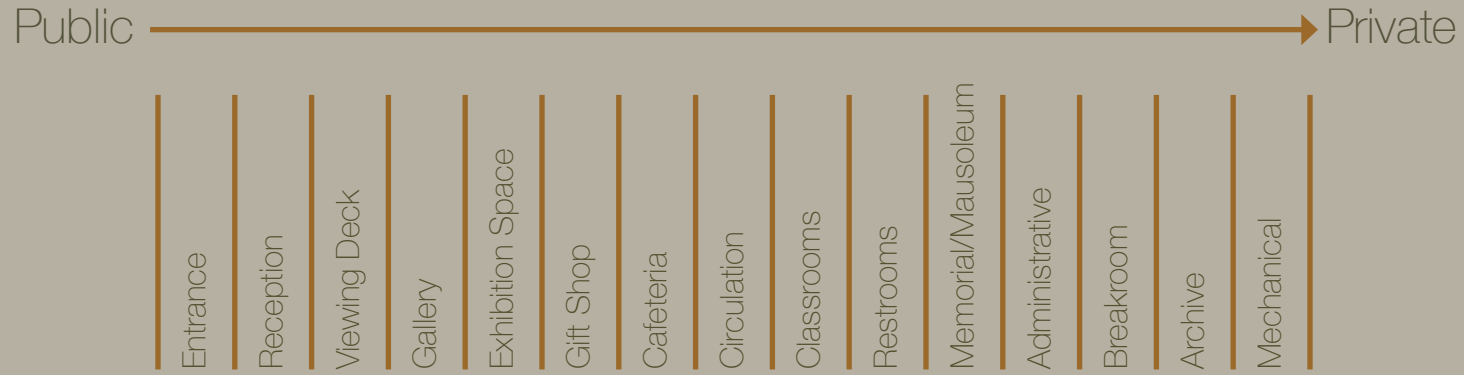 Public
Private
Entrance
Reception
Viewing Deck
Gallery
Exhibition Space
Gift Shop
Cafeteria
Circulation
Classrooms
Restrooms
Memorial/Mausoleum
Administrative
Breakroom
Archive
Mechanical